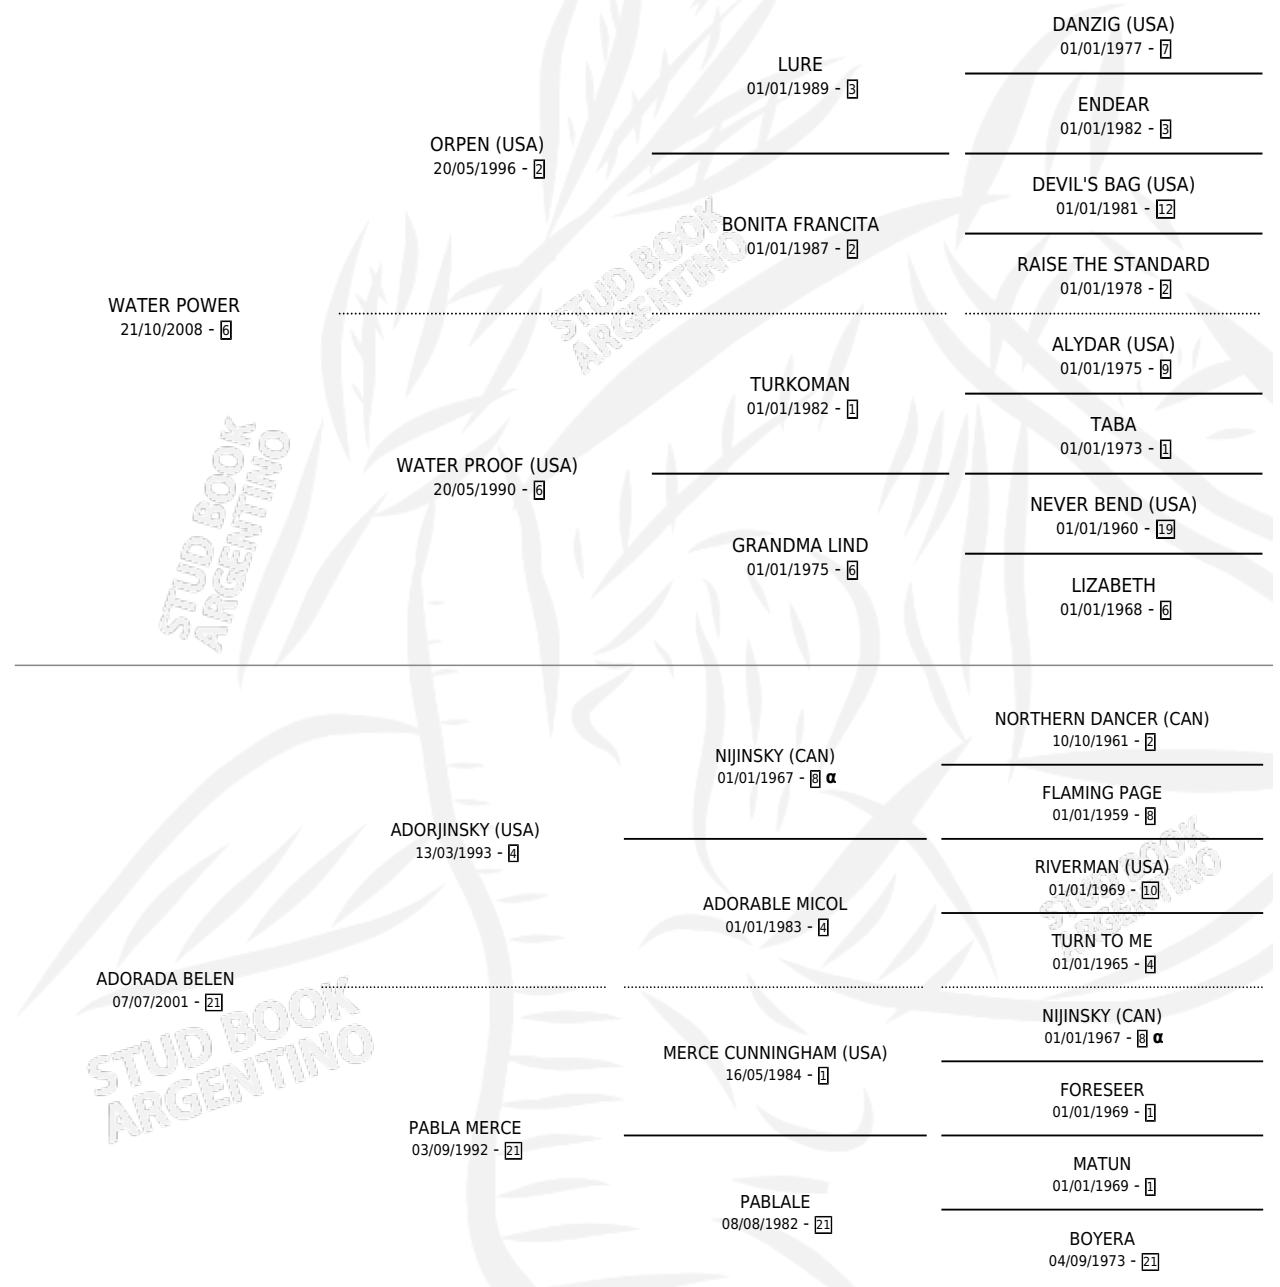 DANZIG (USA)
01/01/1977 - 7
LURE
01/01/1989 - 3
ENDEAR
01/01/1982 - 3
ORPEN (USA)
20/05/1996 - 2
DEVIL'S BAG (USA)
01/01/1981 - 12
BONITA FRANCITA
01/01/1987 - 2
RAISE THE STANDARD
01/01/1978 - 2
WATER POWER
21/10/2008 - 6
ALYDAR (USA)
01/01/1975 - 9
TURKOMAN
01/01/1982 - 1
TABA
01/01/1973 - 1
WATER PROOF (USA)
20/05/1990 - 6
NEVER BEND (USA)
01/01/1960 - 19
GRANDMA LIND
01/01/1975 - 6
LIZABETH
01/01/1968 - 6
NORTHERN DANCER (CAN)
10/10/1961 - 2
NIJINSKY (CAN)
01/01/1967 - 8 α
FLAMING PAGE
01/01/1959 - 8
ADORJINSKY (USA)
13/03/1993 - 4
RIVERMAN (USA)
01/01/1969 - 10
ADORABLE MICOL
01/01/1983 - 4
TURN TO ME
01/01/1965 - 4
ADORADA BELEN
07/07/2001 - 21
NIJINSKY (CAN)
01/01/1967 - 8 α
MERCE CUNNINGHAM (USA)
16/05/1984 - 1
FORESEER
01/01/1969 - 1
PABLA MERCE
03/09/1992 - 21
MATUN
01/01/1969 - 1
PABLALE
08/08/1982 - 21
BOYERA
04/09/1973 - 21
STUD BOOK
ARGENTINO
STUD BOOK
ARGENTINO
STUD BOOK
ARGENTINO
STUD BOOK
ARGENTINO